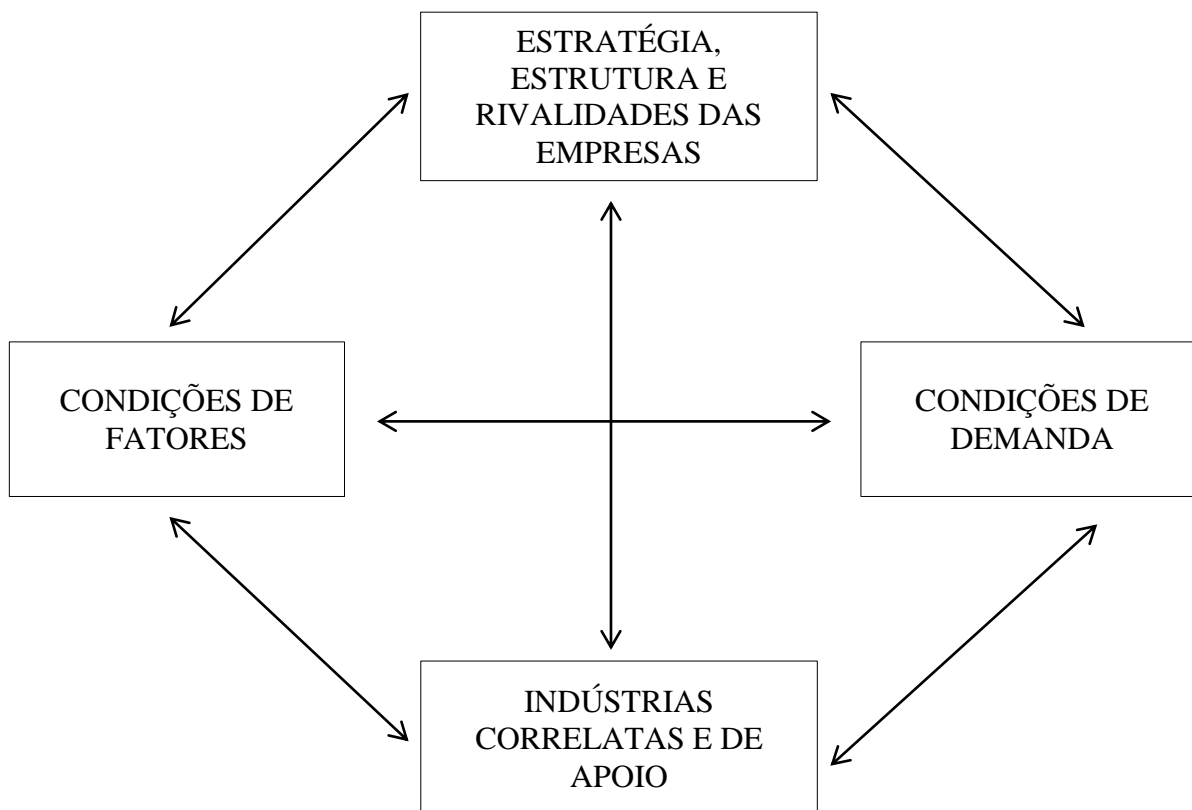 ESTRATÉGIA,
ESTRUTURA E
RIVALIDADES DAS
EMPRESAS
CONDIÇÕES DE
FATORES
CONDIÇÕES DE
DEMANDA
INDÚSTRIAS
CORRELATAS E DE
APOIO